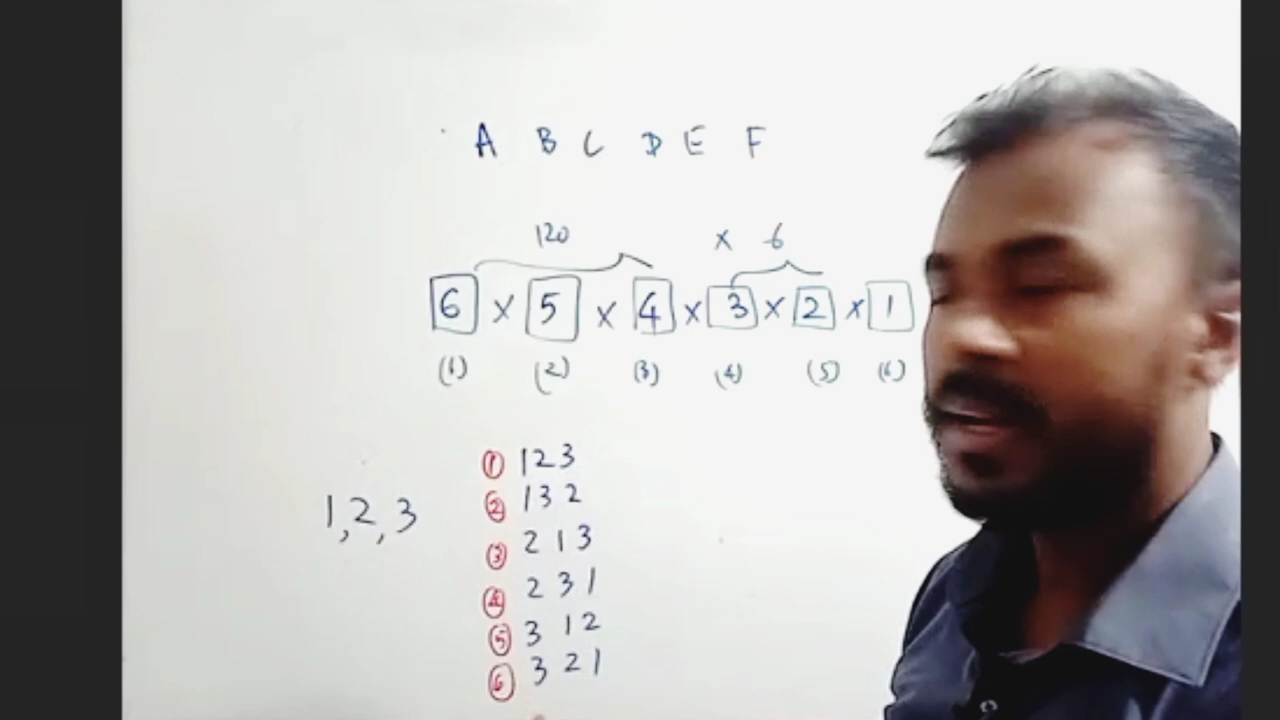 A B C D E F
120 × 6
6 × 5 × 4 × 3 × 2 × 1
(1) (2) (3) (4) (5) (6)
① 123
② 132
1,2,3
③ 213
④ 231
⑤ 312
⑥ 321